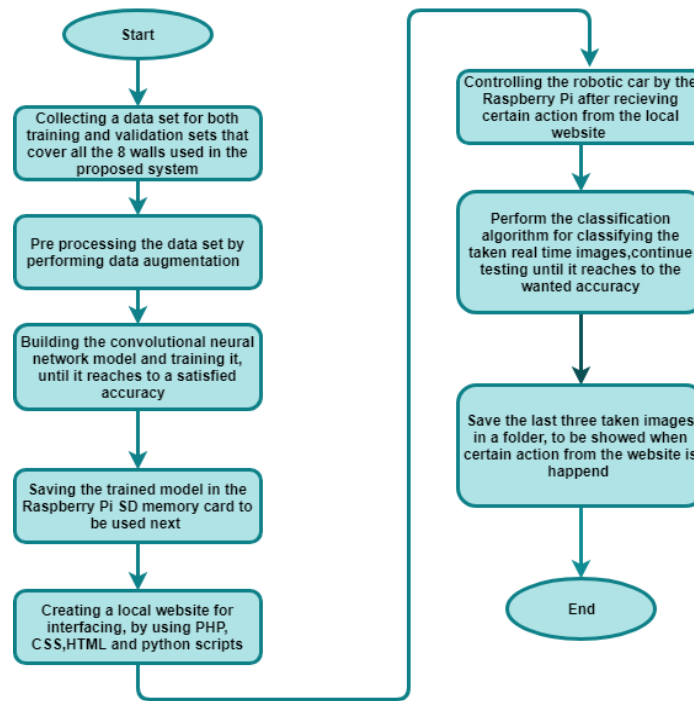 Start
Collecting a data set for both
training and validation sets that
cover all the 8 walls used in the
proposed system
Pre processing the data set by
performing data augmentation
Building the convolutional neural
network model and training it,
until it reaches to a satisfied
accuracy
Saving the trained model in the
Raspberry Pi SD memory card to
be used next
Creating a local website for
interfacing, by using PHP,
CSS,HTML and python scripts
Controlling the robotic car by the
Raspberry Pi after recieving
certain action from the local
website
Perform the classification
algorithm for classifying the
taken real time images,continue
testing until it reaches to the
wanted accuracy
Save the last three taken images
in a folder, to be showed when
certain action from the website is
happend
End